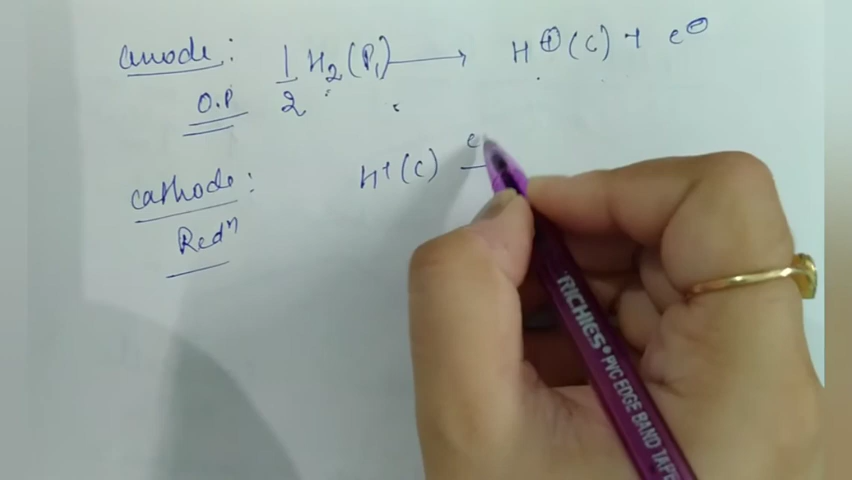 anode: 1/2 H₂(P₁) ⟶ H⊕(C) + e⊖
O.P
cathode: H⁺(C) e
Redⁿ
RICHIES PVC EDGE BAND TAPE